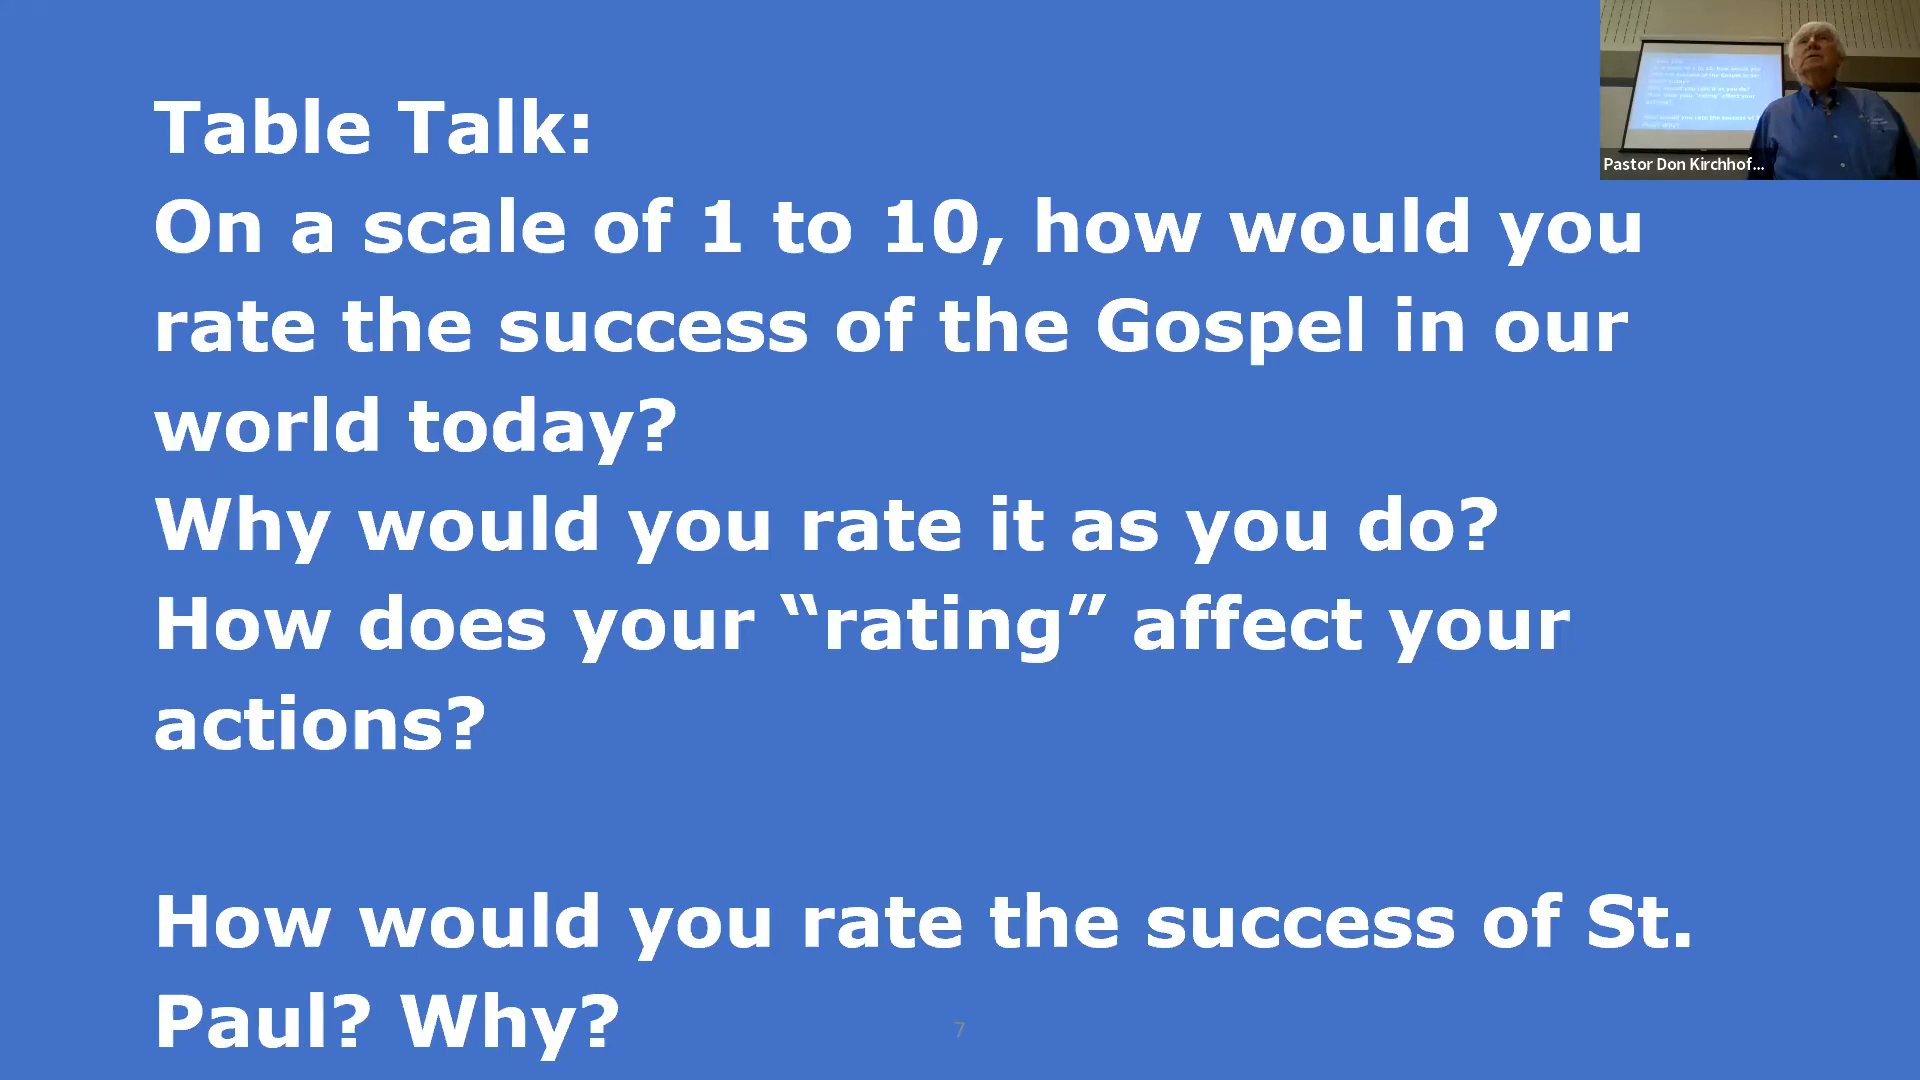 Table Talk:
On a scale of 1 to 10, how would you
rate the success of the Gospel in our
world today?
Why would you rate it as you do?
How does your “rating” affect your
actions?
How would you rate the success of St.
Paul? Why?
7
Pastor Don Kirchhof...